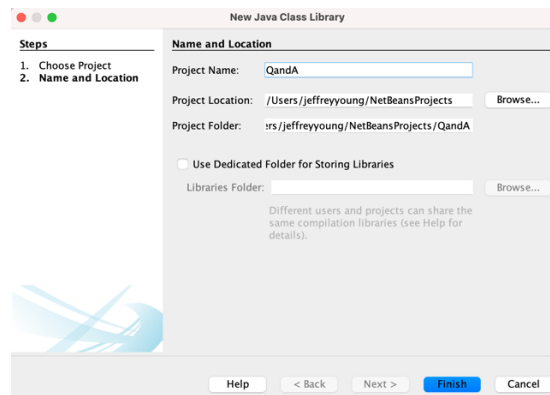 New Java Class Library
Steps
1. Choose Project
2. Name and Location
Name and Location
Project Name: QandA
Project Location: /Users/jeffreyyoung/NetBeansProjects Browse...
Project Folder: ers/jeffreyyoung/NetBeansProjects/QandA
Use Dedicated Folder for Storing Libraries
Libraries Folder: Browse...
Different users and projects can share the
same compilation libraries (see Help for
details).
Help < Back Next > Finish Cancel